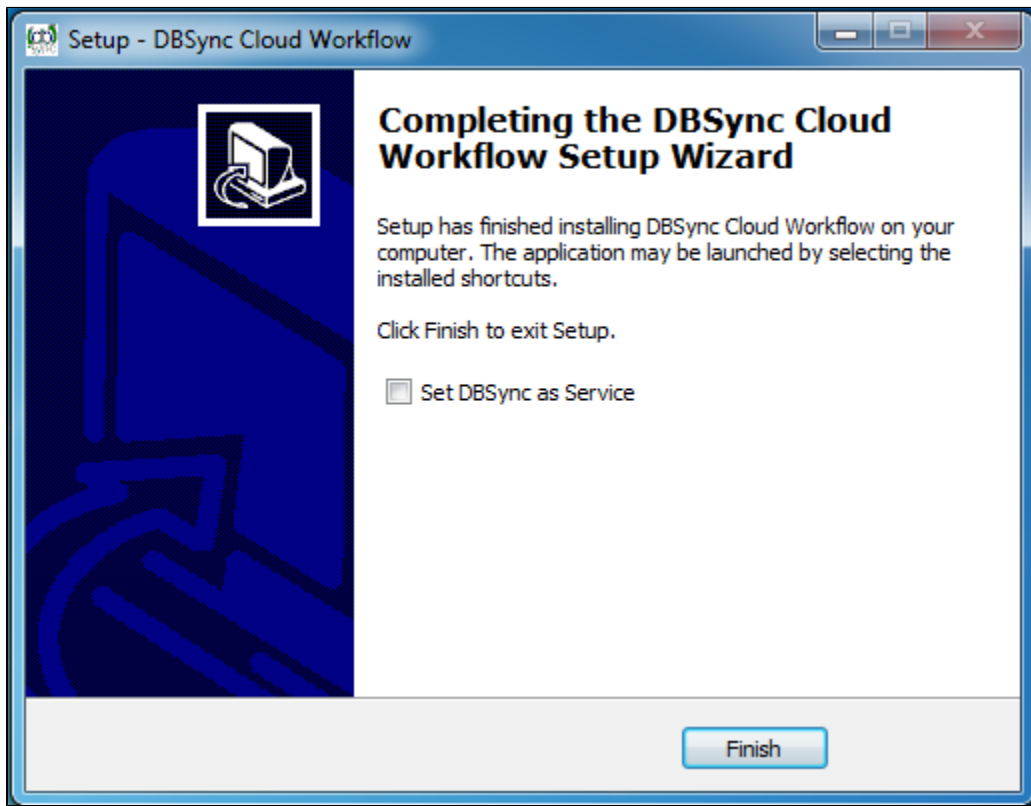 Setup - DBSync Cloud Workflow
Completing the DBSync Cloud
Workflow Setup Wizard
Setup has finished installing DBSync Cloud Workflow on your
computer. The application may be launched by selecting the
installed shortcuts.
Click Finish to exit Setup.
Set DBSync as Service
Finish